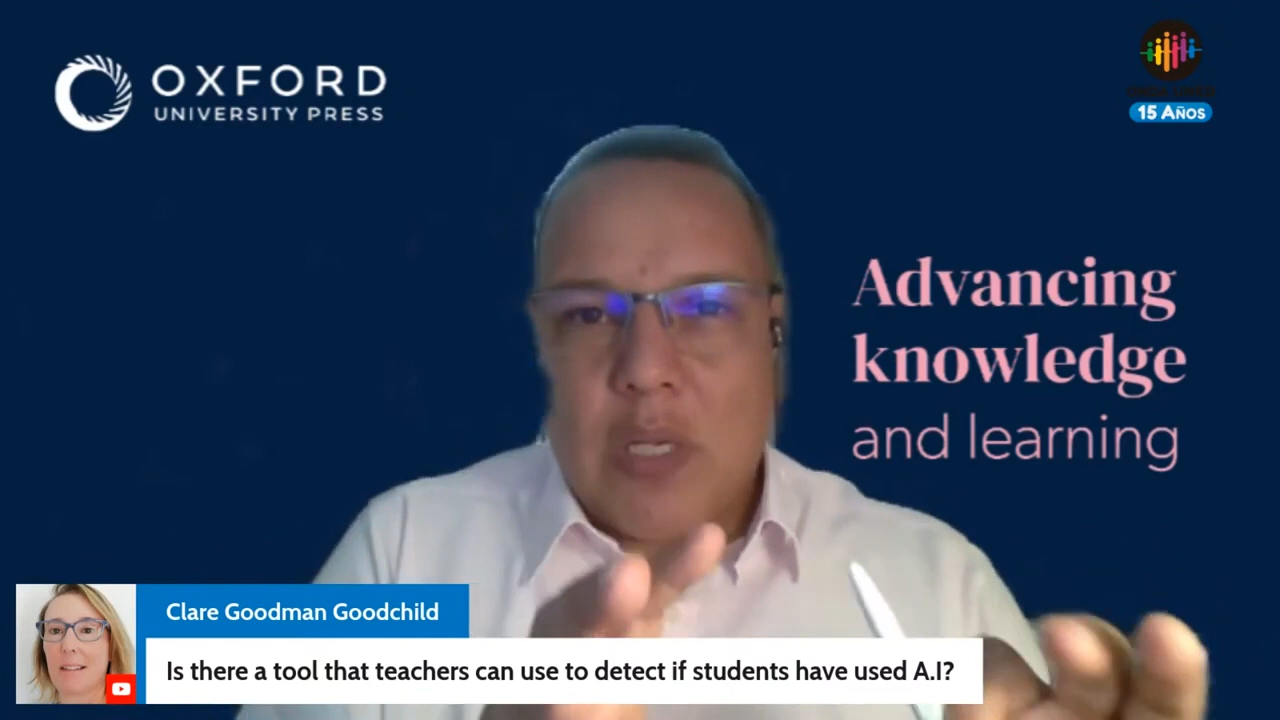 OXFORD
UNIVERSITY PRESS
15 AÑOS
Advancing
knowledge
and learning
Clare Goodman Goodchild
Is there a tool that teachers can use to detect if students have used A.I?